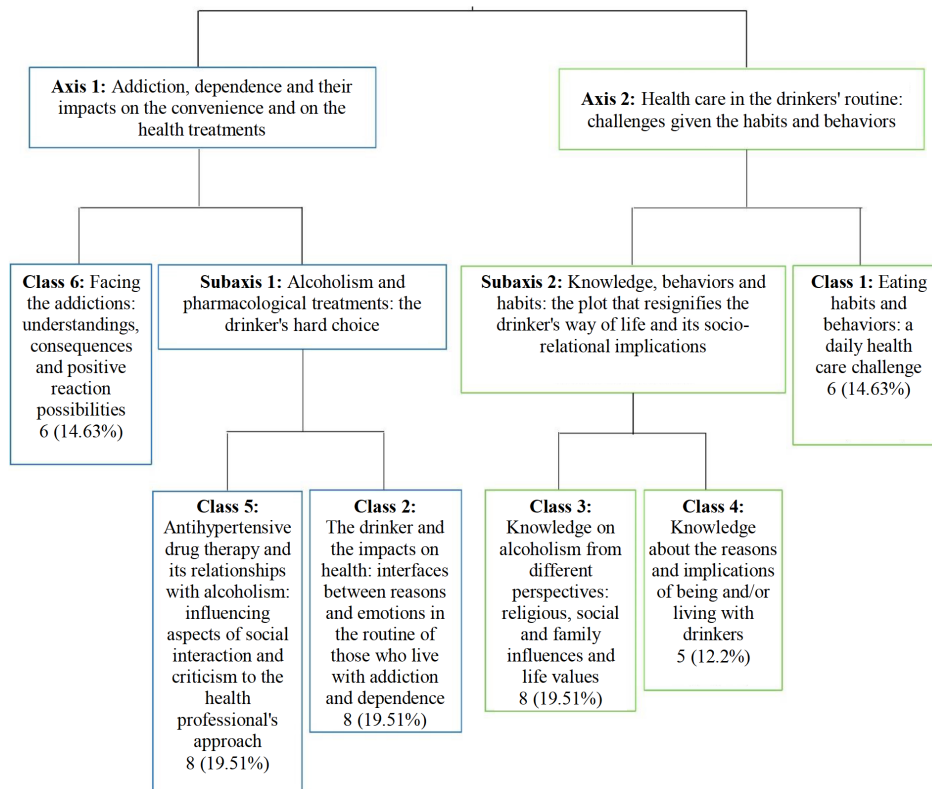 Axis 1: Addiction, dependence and their
impacts on the convenience and on the
health treatments
Axis 2: Health care in the drinkers' routine:
challenges given the habits and behaviors
Class 6: Facing
the addictions:
understandings,
consequences
and positive
reaction
possibilities
6 (14.63%)
Subaxis 1: Alcoholism and
pharmacological treatments: the
drinker's hard choice
Subaxis 2: Knowledge, behaviors and
habits: the plot that resignifies the
drinker's way of life and its socio-
relational implications
Class 1: Eating
habits and
behaviors: a
daily health
care challenge
6 (14.63%)
Class 5:
Antihypertensive
drug therapy and
its relationships
with alcoholism:
influencing
aspects of social
interaction and
criticism to the
health
professional's
approach
8 (19.51%)
Class 2:
The drinker and
the impacts on
health: interfaces
between reasons
and emotions in
the routine of
those who live
with addiction
and dependence
8 (19.51%)
Class 3:
Knowledge on
alcoholism from
different
perspectives:
religious, social
and family
influences and
life values
8 (19.51%)
Class 4:
Knowledge
about the reasons
and implications
of being and/or
living with
drinkers
5 (12.2%)